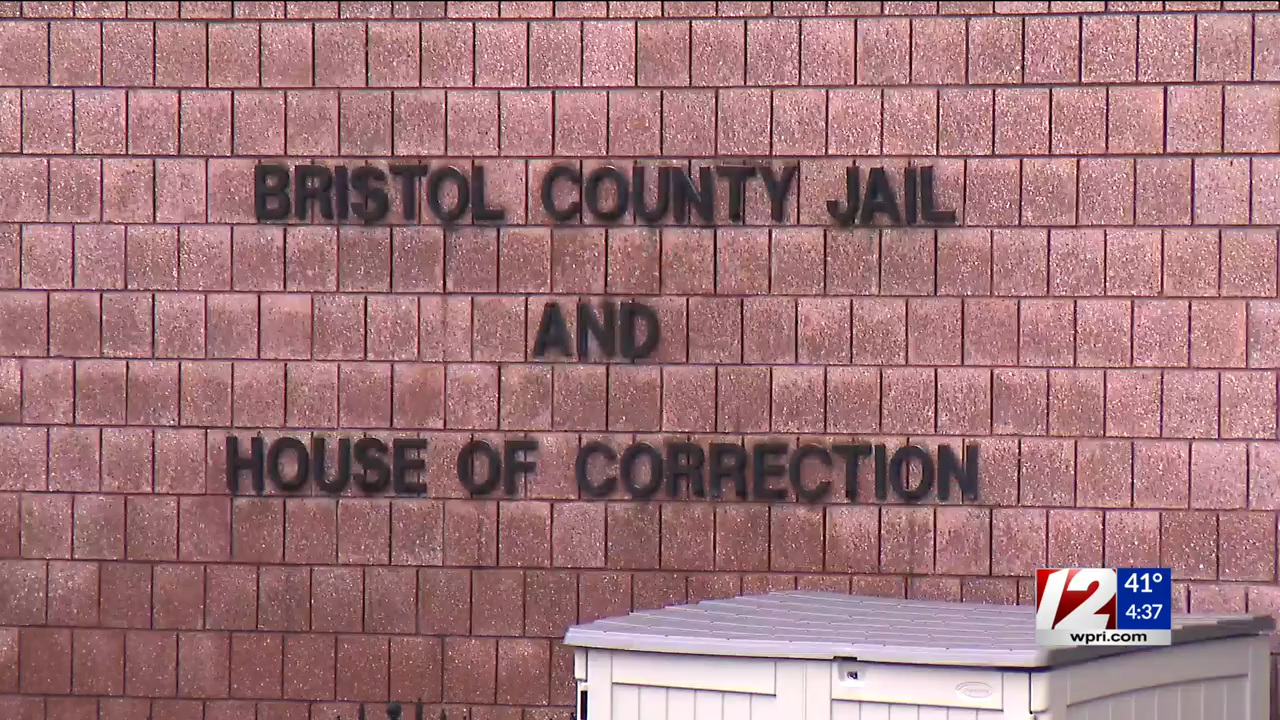 BRISTOL COUNTY JAIL
AND
HOUSE OF CORRECTION
12
41°
4:37
wpri.com